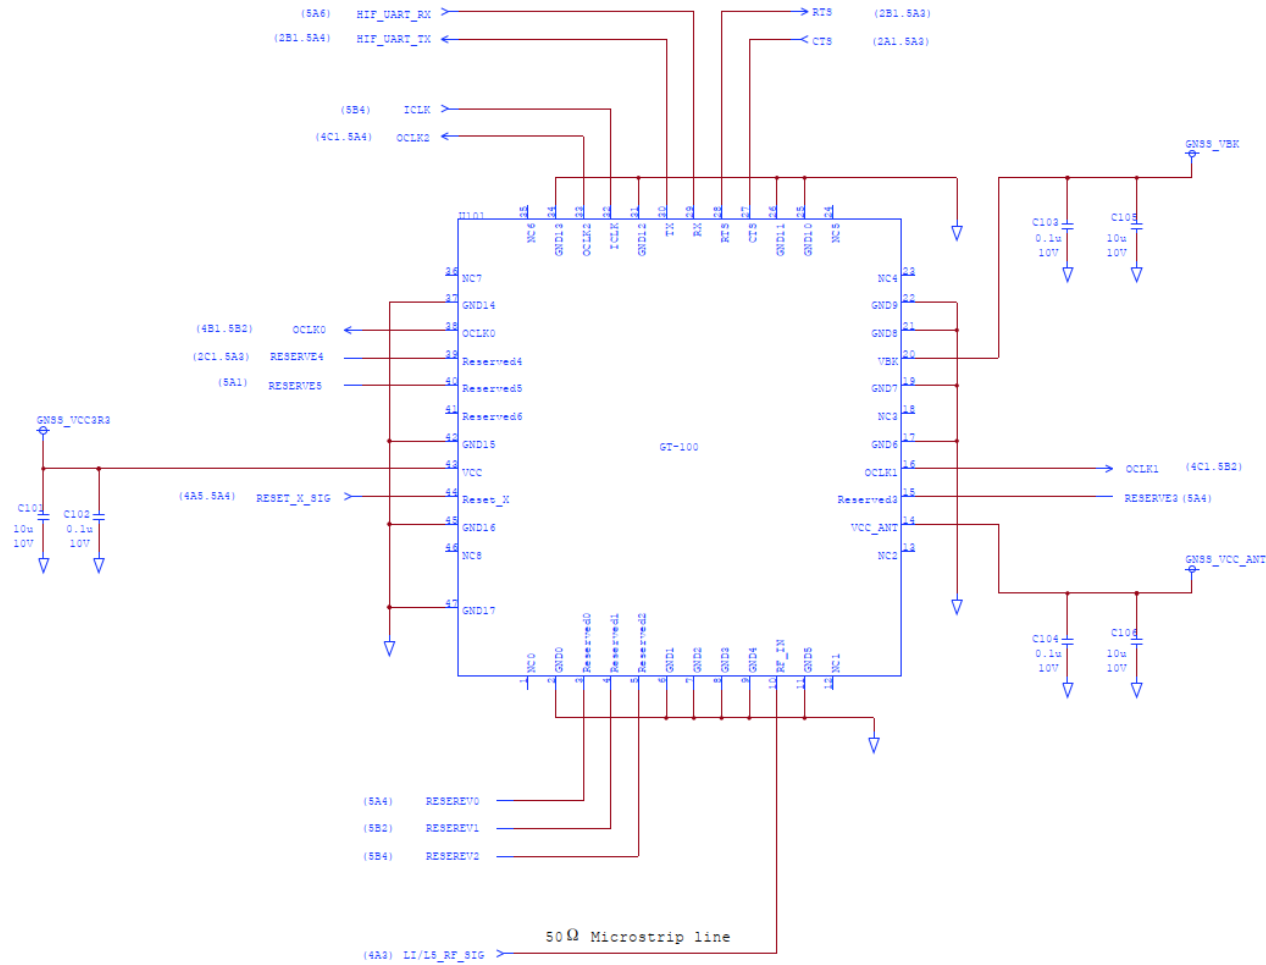 (5A6) HIF_UART_RX
RTS (2B1.5A3)
(2B1.5A4) HIF_UART_TX
CTS (2A1.5A3)
(5B4) ICLK
(4C1.5A4) OCLK2
GNSS_VBK
U101
35 34 33 32 31 30 29 28 27 26 25 24
NC6 GND13 OCLK2 ICLK GND12 TX RX RTS CTS GND11 GND10 NC5
C103
0.1u
10V
C105
10u
10V
36 NC7
37 GND14
(4B1.5B2) OCLK0
38 OCLK0
(2C1.5A3) RESERVE4
39 Reserved4
(5A1) RESERVE5
40 Reserved5
41 Reserved6
42 GND15
GNSS_VCC3R3
43 VCC
(4A5.5A4) RESET_X_SIG
44 Reset_X
45 GND16
46 NC8
47 GND17
C101
10u
10V
C102
0.1u
10V
GT-100
NC4 23
GND9 22
GND8 21
VBK 20
GND7 19
NC3 18
GND6 17
OCLK1 16
OCLK1 (4C1.5B2)
Reserved3 15
RESERVE3 (5A4)
VCC_ANT 14
NC2 13
GNSS_VCC_ANT
C104
0.1u
10V
C106
10u
10V
NC0 GND0 Reserved0 Reserved1 Reserved2 GND1 GND2 GND3 GND4 RF_IN GND5 NC1
1 2 3 4 5 6 7 8 9 10 11 12
(5A4) RESEREV0
(5B2) RESEREV1
(5B4) RESEREV2
50Ω Microstrip line
(4A3) LI/L5_RF_SIG